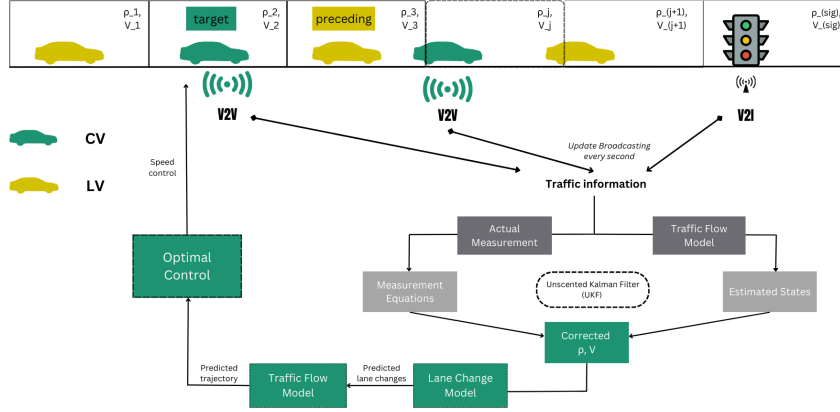 ρ_1,
V_1
target
ρ_2,
V_2
preceding
ρ_3,
V_3
ρ_j,
V_j
ρ_(j+1),
V_(j+1)
ρ_(sig),
V_(sig)
V2V
V2V
V2I
CV
LV
Speed
control
Update Broadcasting
every second
Traffic information
Actual
Measurement
Traffic Flow
Model
Optimal
Control
Measurement
Equations
Unscented Kalman Filter
(UKF)
Estimated States
Corrected
ρ, V
Predicted
trajectory
Traffic Flow
Model
Predicted
lane changes
Lane Change
Model